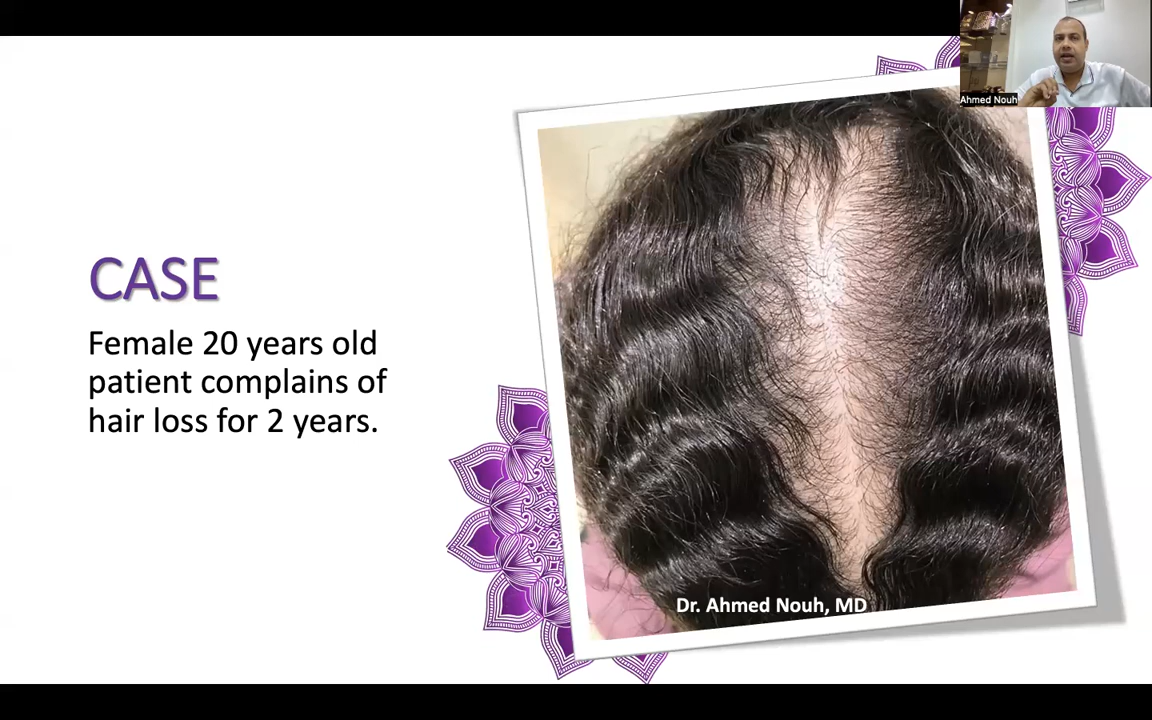 Ahmed Nouh
CASE
Female 20 years old
patient complains of
hair loss for 2 years.
Dr. Ahmed Nouh, MD